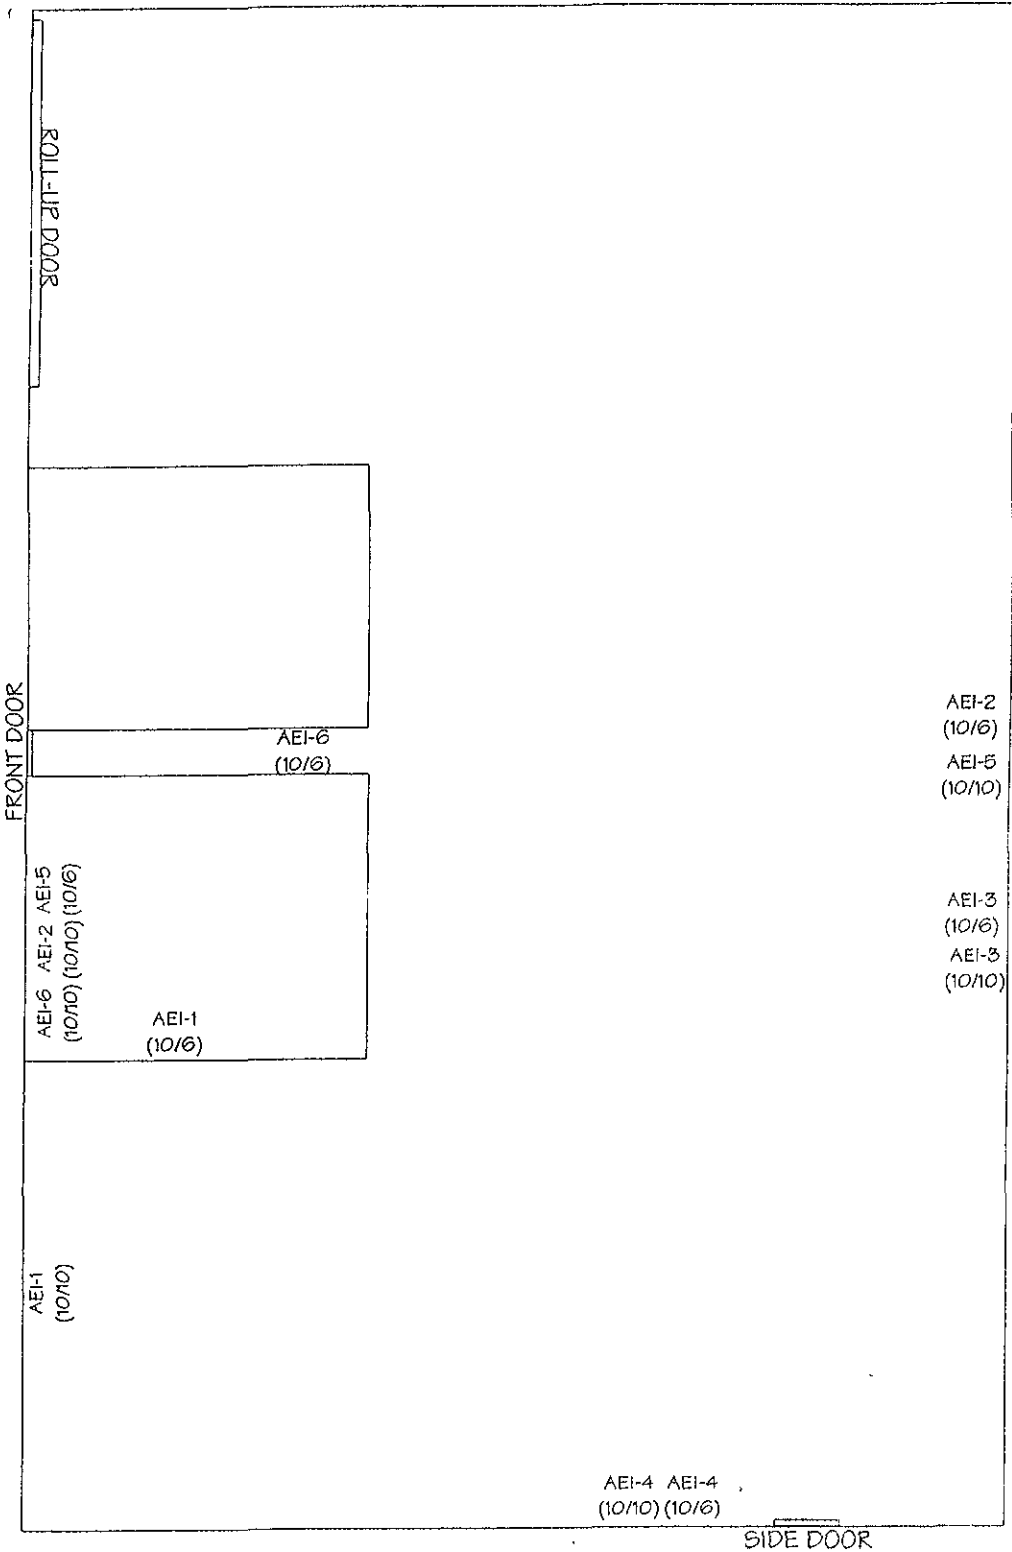 ROLL-UP DOOR
FRONT DOOR
AEI-6
(10/6)
AEI-2
(10/6)
AEI-5
(10/10)
AEI-6 AEI-2 AEI-5
(10/10) (10/10) (10/6)
AEI-3
(10/6)
AEI-3
(10/10)
AEI-1
(10/6)
AEI-1
(10/10)
AEI-4 AEI-4
(10/10) (10/6)
SIDE DOOR